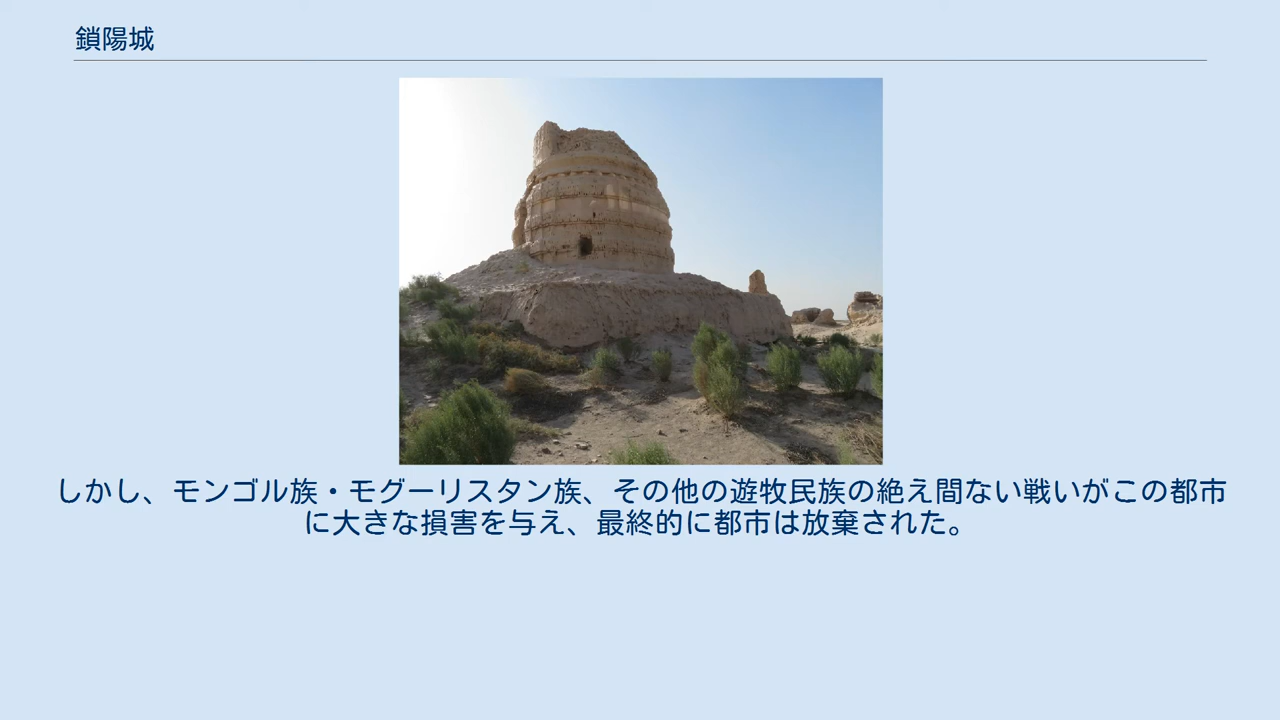 鎖陽城
しかし、モンゴル族・モグーリスタン族、その他の遊牧民族の絶え間ない戦いがこの都市
に大きな損害を与え、最終的に都市は放棄された。